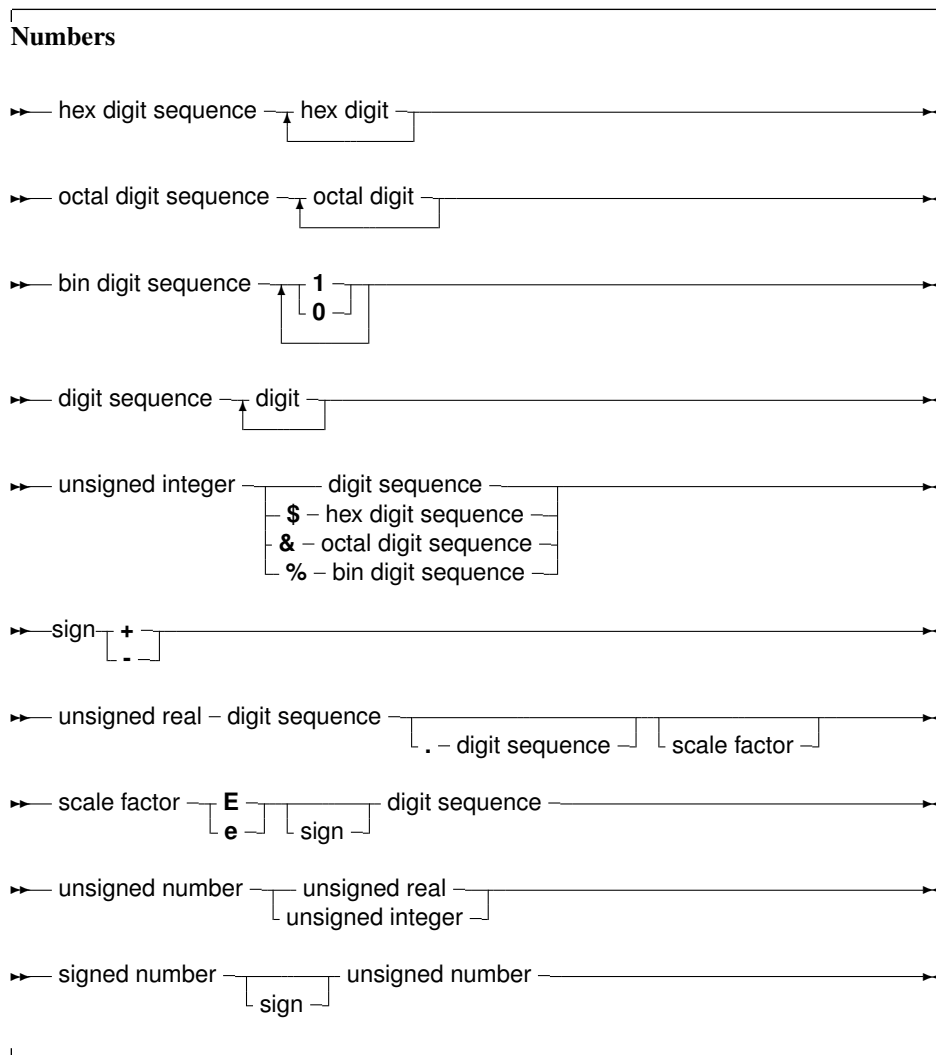 Numbers
hex digit sequence hex digit
octal digit sequence octal digit
bin digit sequence 1
0
digit sequence digit
unsigned integer digit sequence
$ hex digit sequence
& octal digit sequence
% bin digit sequence
sign +
-
unsigned real digit sequence
. digit sequence scale factor
scale factor E digit sequence
e sign
unsigned number unsigned real
unsigned integer
signed number unsigned number
sign